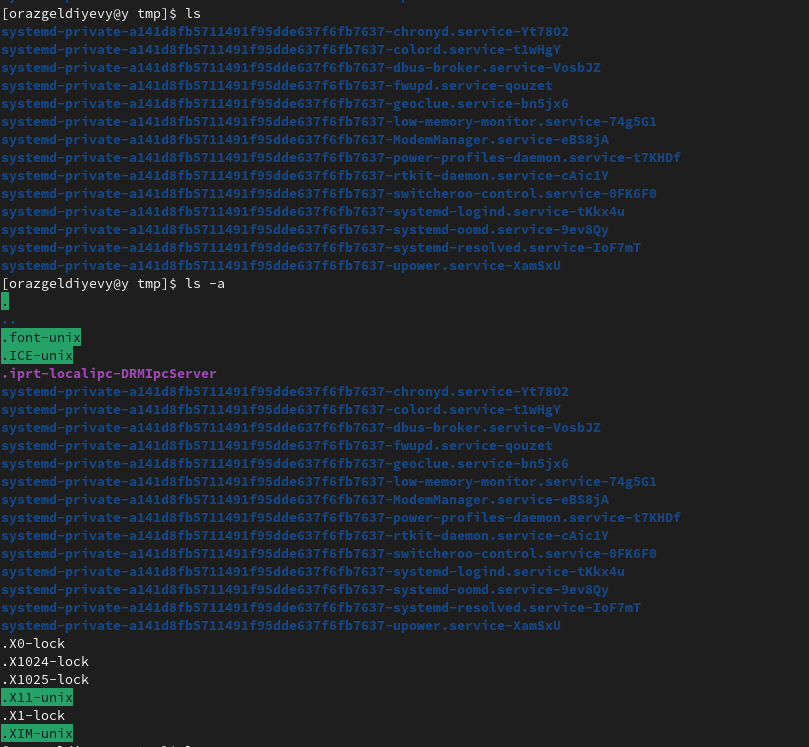 [orazgeldiyevy@y tmp]$ ls
systemd-private-a141d8fb5711491f95dde637f6fb7637-chronyd.service-Yt78O2
systemd-private-a141d8fb5711491f95dde637f6fb7637-colord.service-t1wHgY
systemd-private-a141d8fb5711491f95dde637f6fb7637-dbus-broker.service-VosbJZ
systemd-private-a141d8fb5711491f95dde637f6fb7637-fwupd.service-qouzet
systemd-private-a141d8fb5711491f95dde637f6fb7637-geoclue.service-bn5jx6
systemd-private-a141d8fb5711491f95dde637f6fb7637-low-memory-monitor.service-74g5G1
systemd-private-a141d8fb5711491f95dde637f6fb7637-ModemManager.service-eBS8jA
systemd-private-a141d8fb5711491f95dde637f6fb7637-power-profiles-daemon.service-t7KHDf
systemd-private-a141d8fb5711491f95dde637f6fb7637-rtkit-daemon.service-cAic1Y
systemd-private-a141d8fb5711491f95dde637f6fb7637-switcheroo-control.service-0FK6F0
systemd-private-a141d8fb5711491f95dde637f6fb7637-systemd-logind.service-tKkx4u
systemd-private-a141d8fb5711491f95dde637f6fb7637-systemd-oomd.service-9ev8Qy
systemd-private-a141d8fb5711491f95dde637f6fb7637-systemd-resolved.service-IoF7mT
systemd-private-a141d8fb5711491f95dde637f6fb7637-upower.service-XamSxU
[orazgeldiyevy@y tmp]$ ls -a
.
..
.font-unix
.ICE-unix
.iprt-localipc-DRMIpcServer
systemd-private-a141d8fb5711491f95dde637f6fb7637-chronyd.service-Yt78O2
systemd-private-a141d8fb5711491f95dde637f6fb7637-colord.service-t1wHgY
systemd-private-a141d8fb5711491f95dde637f6fb7637-dbus-broker.service-VosbJZ
systemd-private-a141d8fb5711491f95dde637f6fb7637-fwupd.service-qouzet
systemd-private-a141d8fb5711491f95dde637f6fb7637-geoclue.service-bn5jx6
systemd-private-a141d8fb5711491f95dde637f6fb7637-low-memory-monitor.service-74g5G1
systemd-private-a141d8fb5711491f95dde637f6fb7637-ModemManager.service-eBS8jA
systemd-private-a141d8fb5711491f95dde637f6fb7637-power-profiles-daemon.service-t7KHDf
systemd-private-a141d8fb5711491f95dde637f6fb7637-rtkit-daemon.service-cAic1Y
systemd-private-a141d8fb5711491f95dde637f6fb7637-switcheroo-control.service-0FK6F0
systemd-private-a141d8fb5711491f95dde637f6fb7637-systemd-logind.service-tKkx4u
systemd-private-a141d8fb5711491f95dde637f6fb7637-systemd-oomd.service-9ev8Qy
systemd-private-a141d8fb5711491f95dde637f6fb7637-systemd-resolved.service-IoF7mT
systemd-private-a141d8fb5711491f95dde637f6fb7637-upower.service-XamSxU
.X0-lock
.X1024-lock
.X1025-lock
.X11-unix
.X1-lock
.XIM-unix